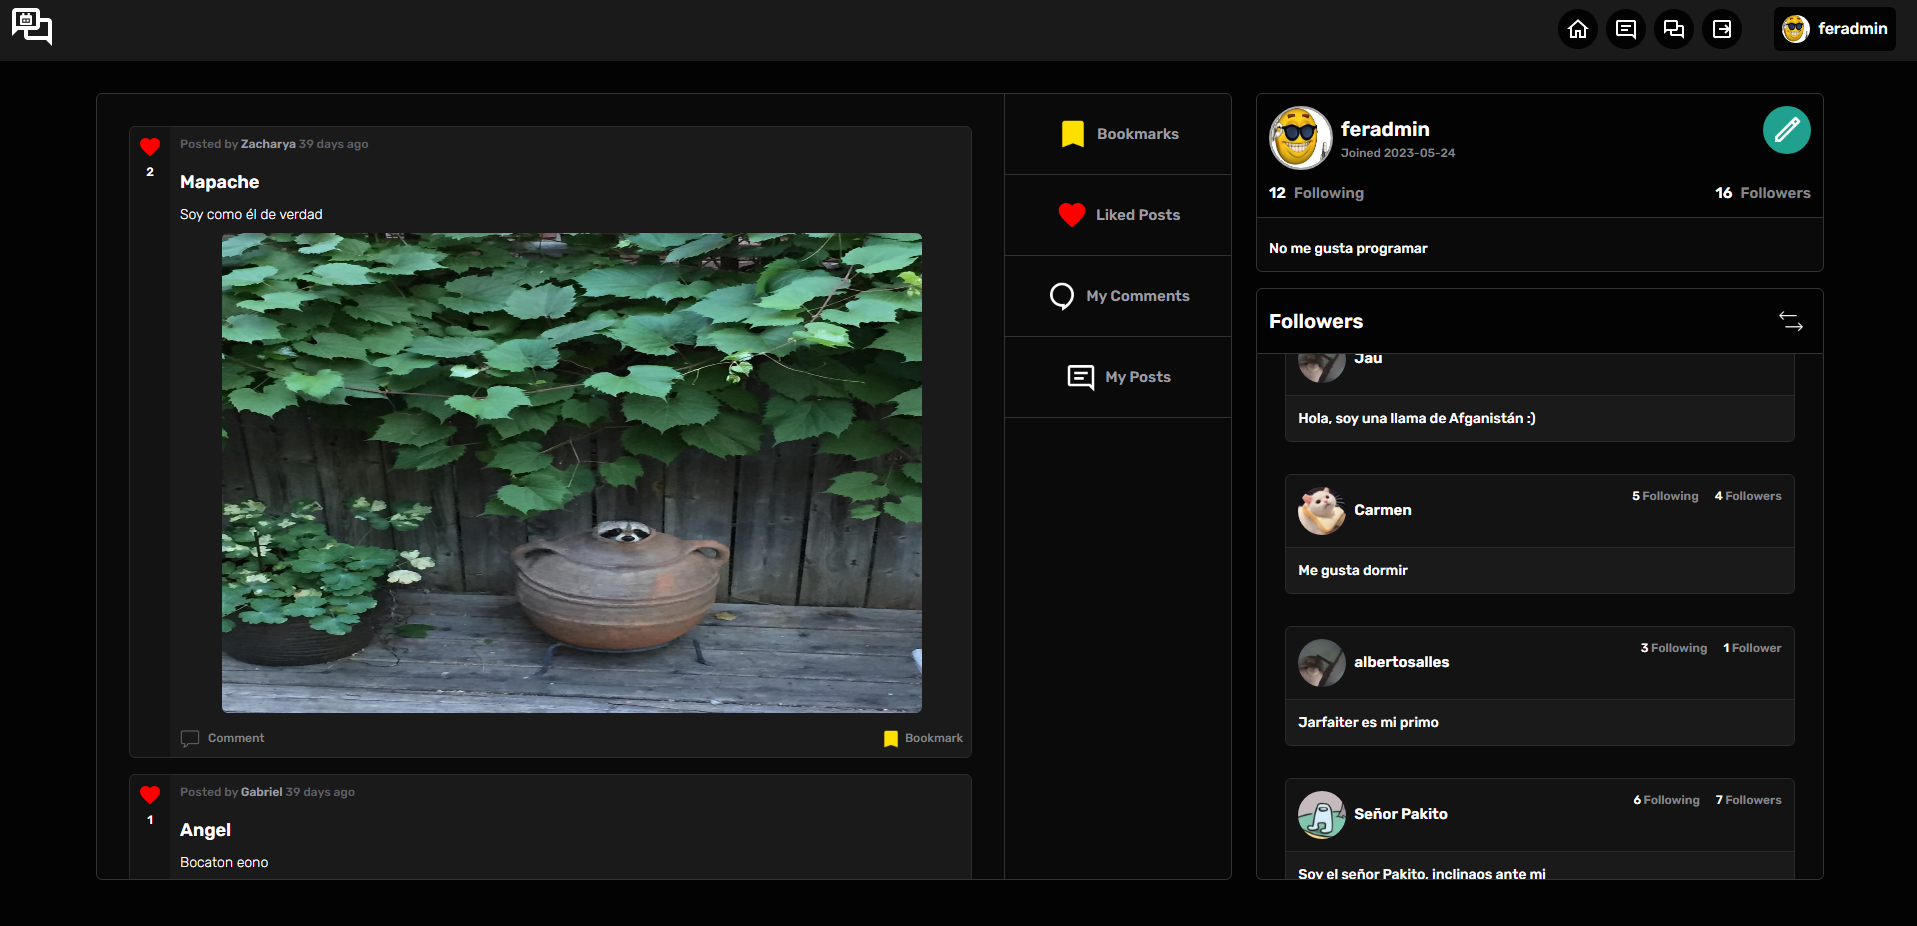 feradmin
Posted by Zacharya 39 days ago
2
Mapache
Soy como él de verdad
Comment
Bookmark
Posted by Gabriel 39 days ago
1
Angel
Bocaton eono
Bookmarks
Liked Posts
My Comments
My Posts
feradmin
Joined 2023-05-24
12 Following
16 Followers
No me gusta programar
Followers
Jau
Hola, soy una llama de Afganistán :)
Carmen
5 Following 4 Followers
Me gusta dormir
albertosalles
3 Following 1 Follower
Jarfaiter es mi primo
Señor Pakito
6 Following 7 Followers
Soy el señor Pakito, inclinaos ante mi